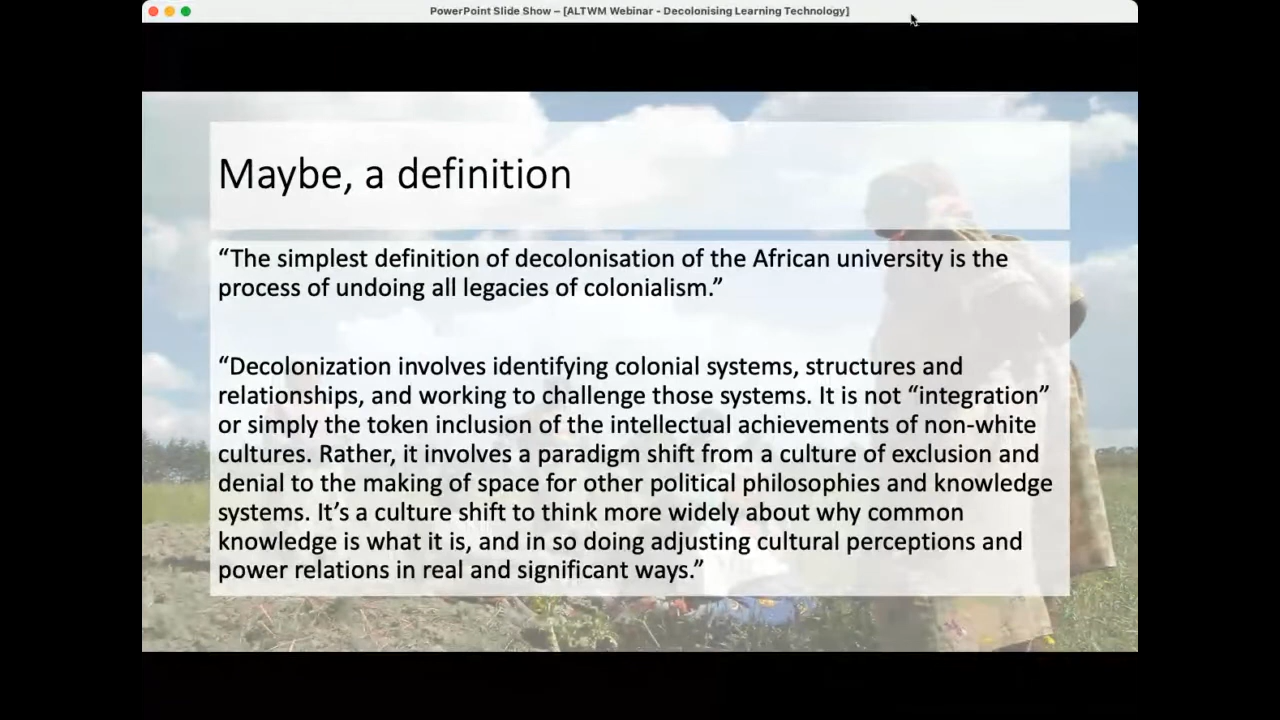 PowerPoint Slide Show – [ALTWM Webinar - Decolonising Learning Technology]
Maybe, a definition
“The simplest definition of decolonisation of the African university is the
process of undoing all legacies of colonialism.”
“Decolonization involves identifying colonial systems, structures and
relationships, and working to challenge those systems. It is not “integration”
or simply the token inclusion of the intellectual achievements of non-white
cultures. Rather, it involves a paradigm shift from a culture of exclusion and
denial to the making of space for other political philosophies and knowledge
systems. It’s a culture shift to think more widely about why common
knowledge is what it is, and in so doing adjusting cultural perceptions and
power relations in real and significant ways.”